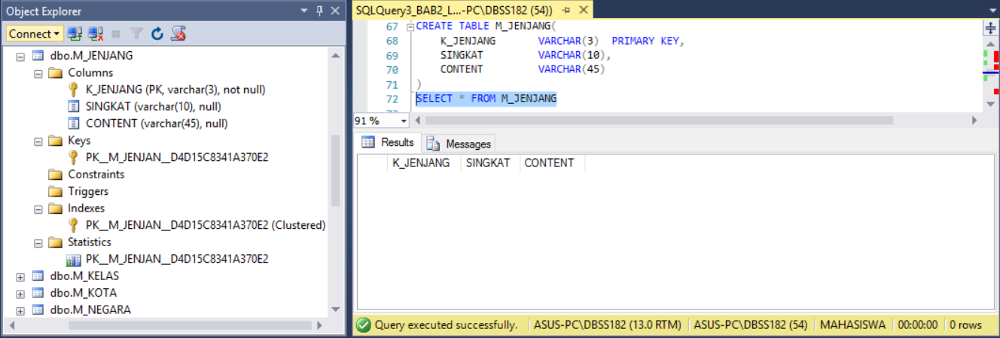 Object Explorer
Connect
dbo.M_JENJANG
Columns
K_JENJANG (PK, varchar(3), not null)
SINGKAT (varchar(10), null)
CONTENT (varchar(45), null)
Keys
PK__M_JENJAN__D4D15C8341A370E2
Constraints
Triggers
Indexes
PK__M_JENJAN__D4D15C8341A370E2 (Clustered)
Statistics
PK__M_JENJAN__D4D15C8341A370E2
dbo.M_KELAS
dbo.M_KOTA
dbo.M_NEGARA
SQLQuery3_BAB2_L...-PC\DBSS182 (54))
67 CREATE TABLE M_JENJANG(
68 K_JENJANG VARCHAR(3) PRIMARY KEY,
69 SINGKAT VARCHAR(10),
70 CONTENT VARCHAR(45)
71 )
72 SELECT * FROM M_JENJANG
91 %
Results Messages
K_JENJANG SINGKAT CONTENT
Query executed successfully. ASUS-PC\DBSS182 (13.0 RTM) ASUS-PC\DBSS182 (54) MAHASISWA 00:00:00 0 rows